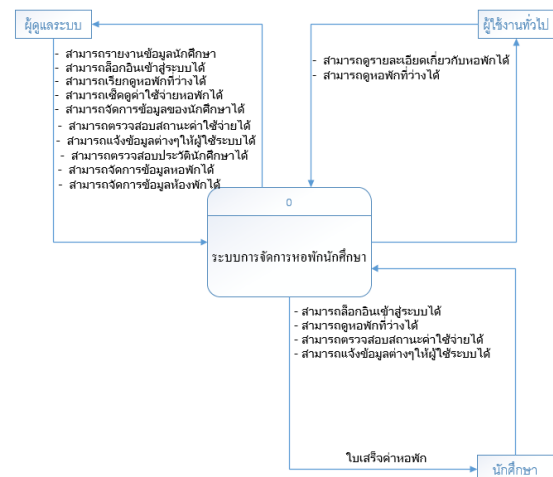 ผู้ดูแลระบบ
ผู้ใช้งานทั่วไป
- สามารถรายงานข้อมูลนักศึกษา
- สามารถล็อกอินเข้าสู่ระบบได้
- สามารถเรียกดูหอพักที่ว่างได้
- สามารถเช็คดูค่าใช้จ่ายหอพักได้
- สามารถจัดการข้อมูลของนักศึกษาได้
- สามารถตรวจสอบสถานะค่าใช้จ่ายได้
- สามารถแจ้งข้อมูลต่างๆให้ผู้ใช้ระบบได้
- สามารถตรวจสอบประวัตินักศึกษาได้
- สามารถจัดการข้อมูลหอพักได้
- สามารถจัดการข้อมูลห้องพักได้
- สามารถดูรายละเอียดเกี่ยวกับหอพักได้
- สามารถดูหอพักที่ว่างได้
0
ระบบการจัดการหอพักนักศึกษา
- สามารถล็อกอินเข้าสู่ระบบได้
- สามารถดูหอพักที่ว่างได้
- สามารถตรวจสอบสถานะค่าใช้จ่ายได้
- สามารถแจ้งข้อมูลต่างๆให้ผู้ใช้ระบบได้
ใบเสร็จค่าหอพัก
นักศึกษา